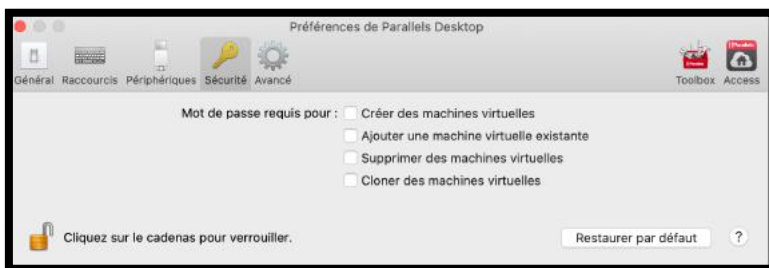 Préférences de Parallels Desktop
Général Raccourcis Périphériques Sécurité Avancé Toolbox Access
Mot de passe requis pour : Créer des machines virtuelles
Ajouter une machine virtuelle existante
Supprimer des machines virtuelles
Cloner des machines virtuelles
Cliquez sur le cadenas pour verrouiller. Restaurer par défaut ?